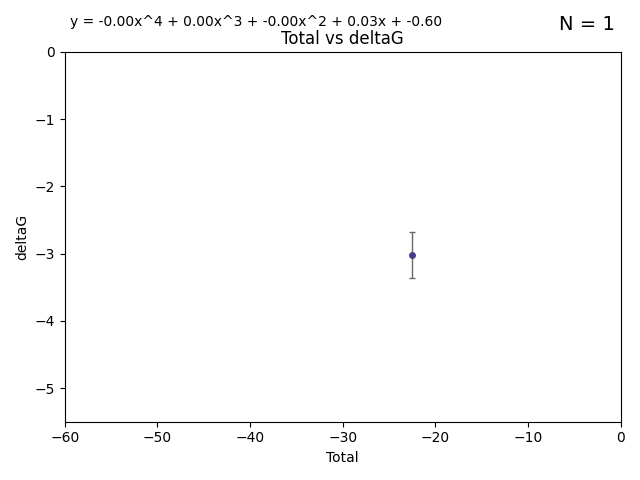 y = -0.00x^4 + 0.00x^3 + -0.00x^2 + 0.03x + -0.60
N = 1
Total vs deltaG
0
−1
−2
−3
−4
−5
deltaG
−60
−50
−40
−30
−20
−10
0
Total